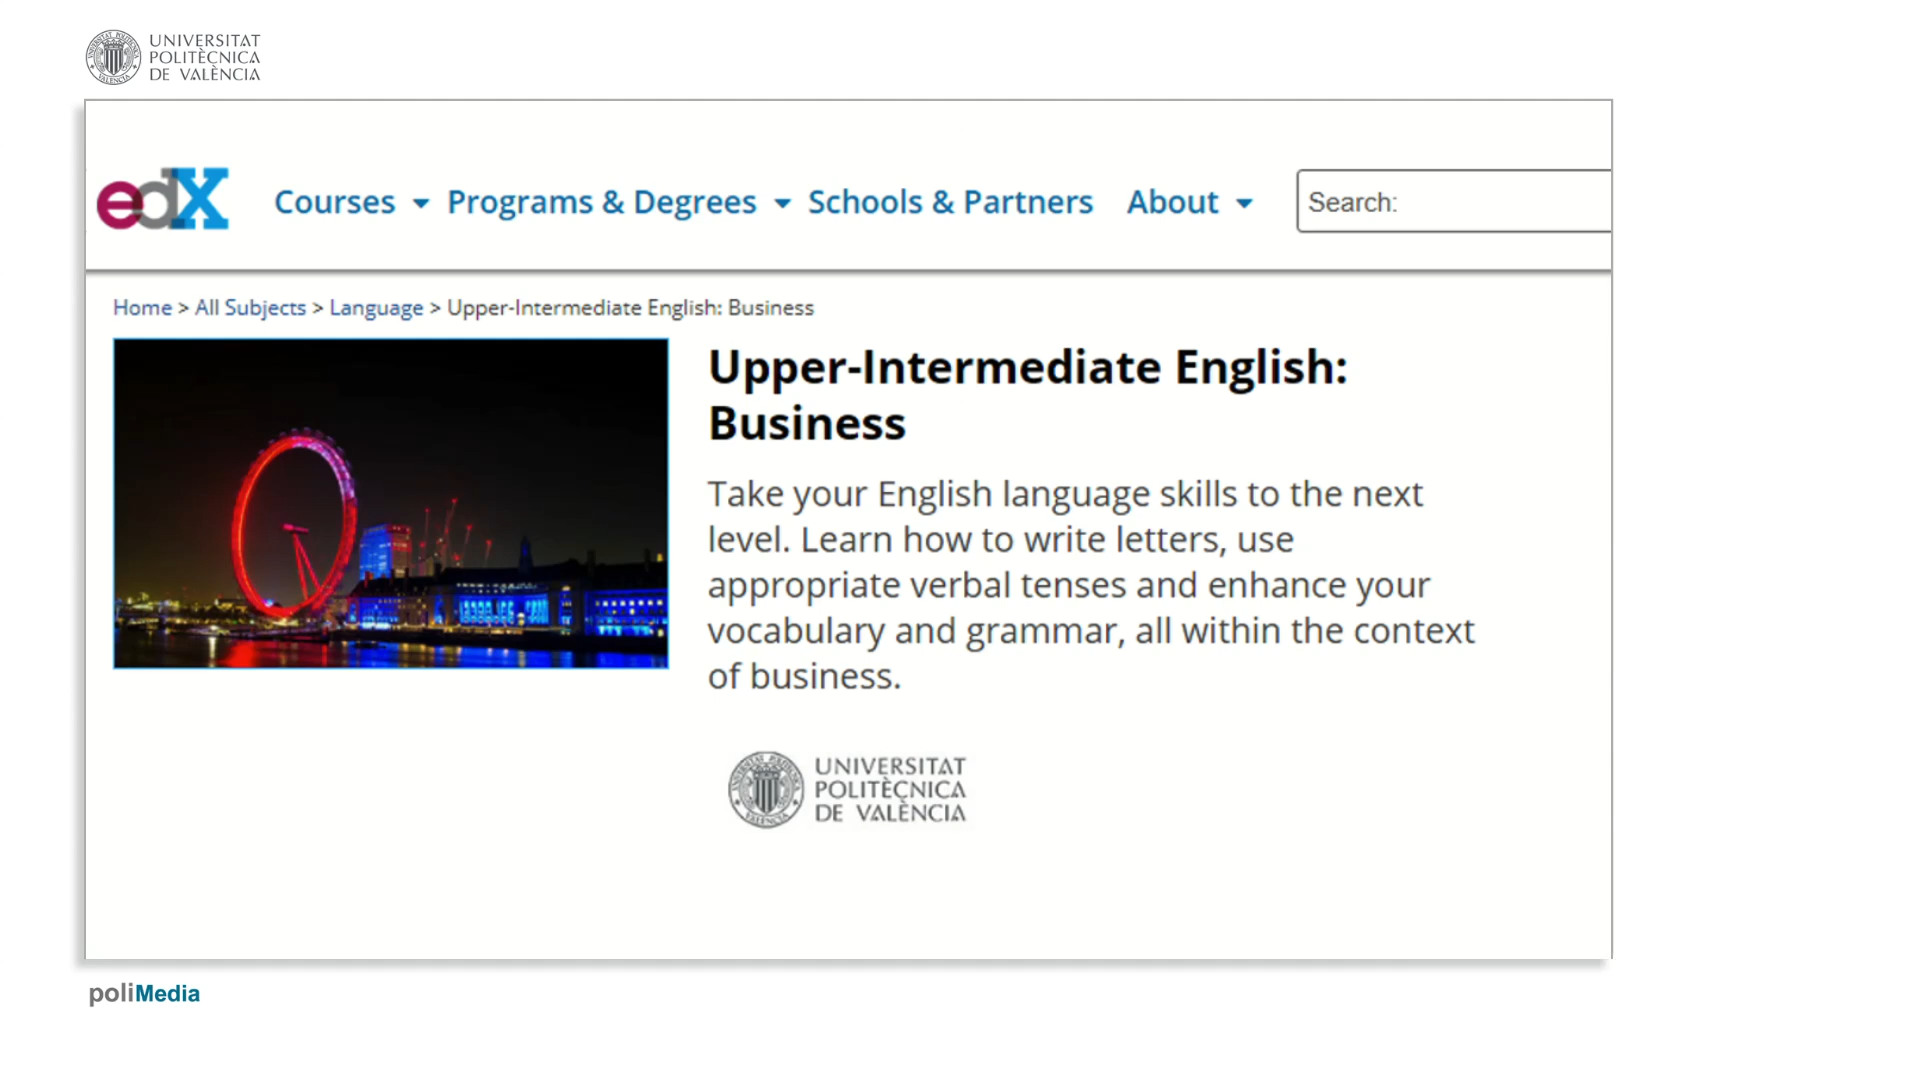 UNIVERSITAT
POLITÈCNICA
DE VALÈNCIA
edX
Courses
Programs & Degrees
Schools & Partners
About
Search:
Home > All Subjects > Language > Upper-Intermediate English: Business
Upper-Intermediate English:
Business
Take your English language skills to the next
level. Learn how to write letters, use
appropriate verbal tenses and enhance your
vocabulary and grammar, all within the context
of business.
UNIVERSITAT
POLITÈCNICA
DE VALÈNCIA
poliMedia